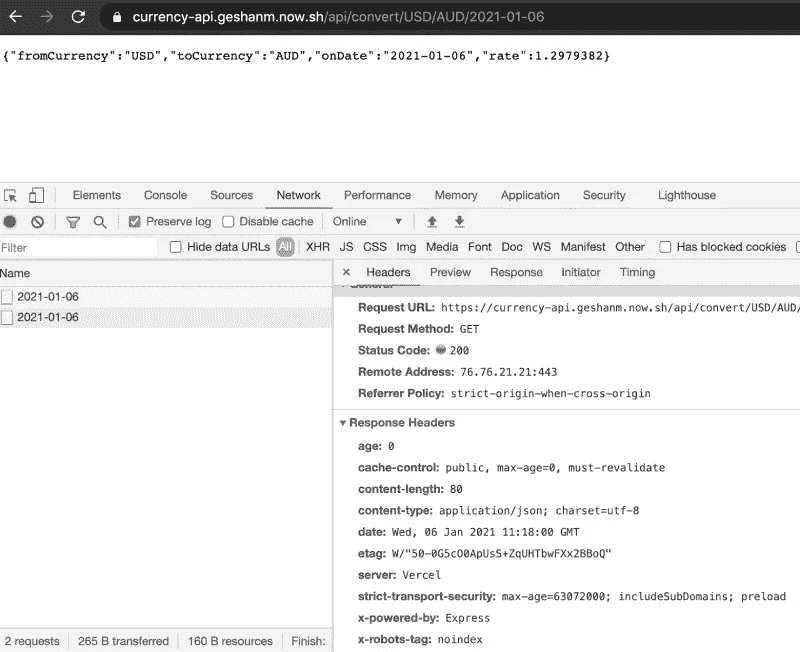 currency-api.geshanm.now.sh/api/convert/USD/AUD/2021-01-06
{"fromCurrency":"USD","toCurrency":"AUD","onDate":"2021-01-06","rate":1.2979382}
Elements Console Sources Network Performance Memory Application Security Lighthouse
Preserve log Disable cache Online
Filter Hide data URLs All XHR JS CSS Img Media Font Doc WS Manifest Other Has blocked cookies
Name × Headers Preview Response Initiator Timing
General
2021-01-06
2021-01-06
Request URL: https://currency-api.geshanm.now.sh/api/convert/USD/AUD/
Request Method: GET
Status Code: 200
Remote Address: 76.76.21.21:443
Referrer Policy: strict-origin-when-cross-origin
Response Headers
age: 0
cache-control: public, max-age=0, must-revalidate
content-length: 80
content-type: application/json; charset=utf-8
date: Wed, 06 Jan 2021 11:18:00 GMT
etag: W/"50-0G5cO0ApUsS+ZqUHTbwFXx2BBoQ"
server: Vercel
strict-transport-security: max-age=63072000; includeSubDomains; preload
x-powered-by: Express
x-robots-tag: noindex
2 requests 265 B transferred 160 B resources Finish: